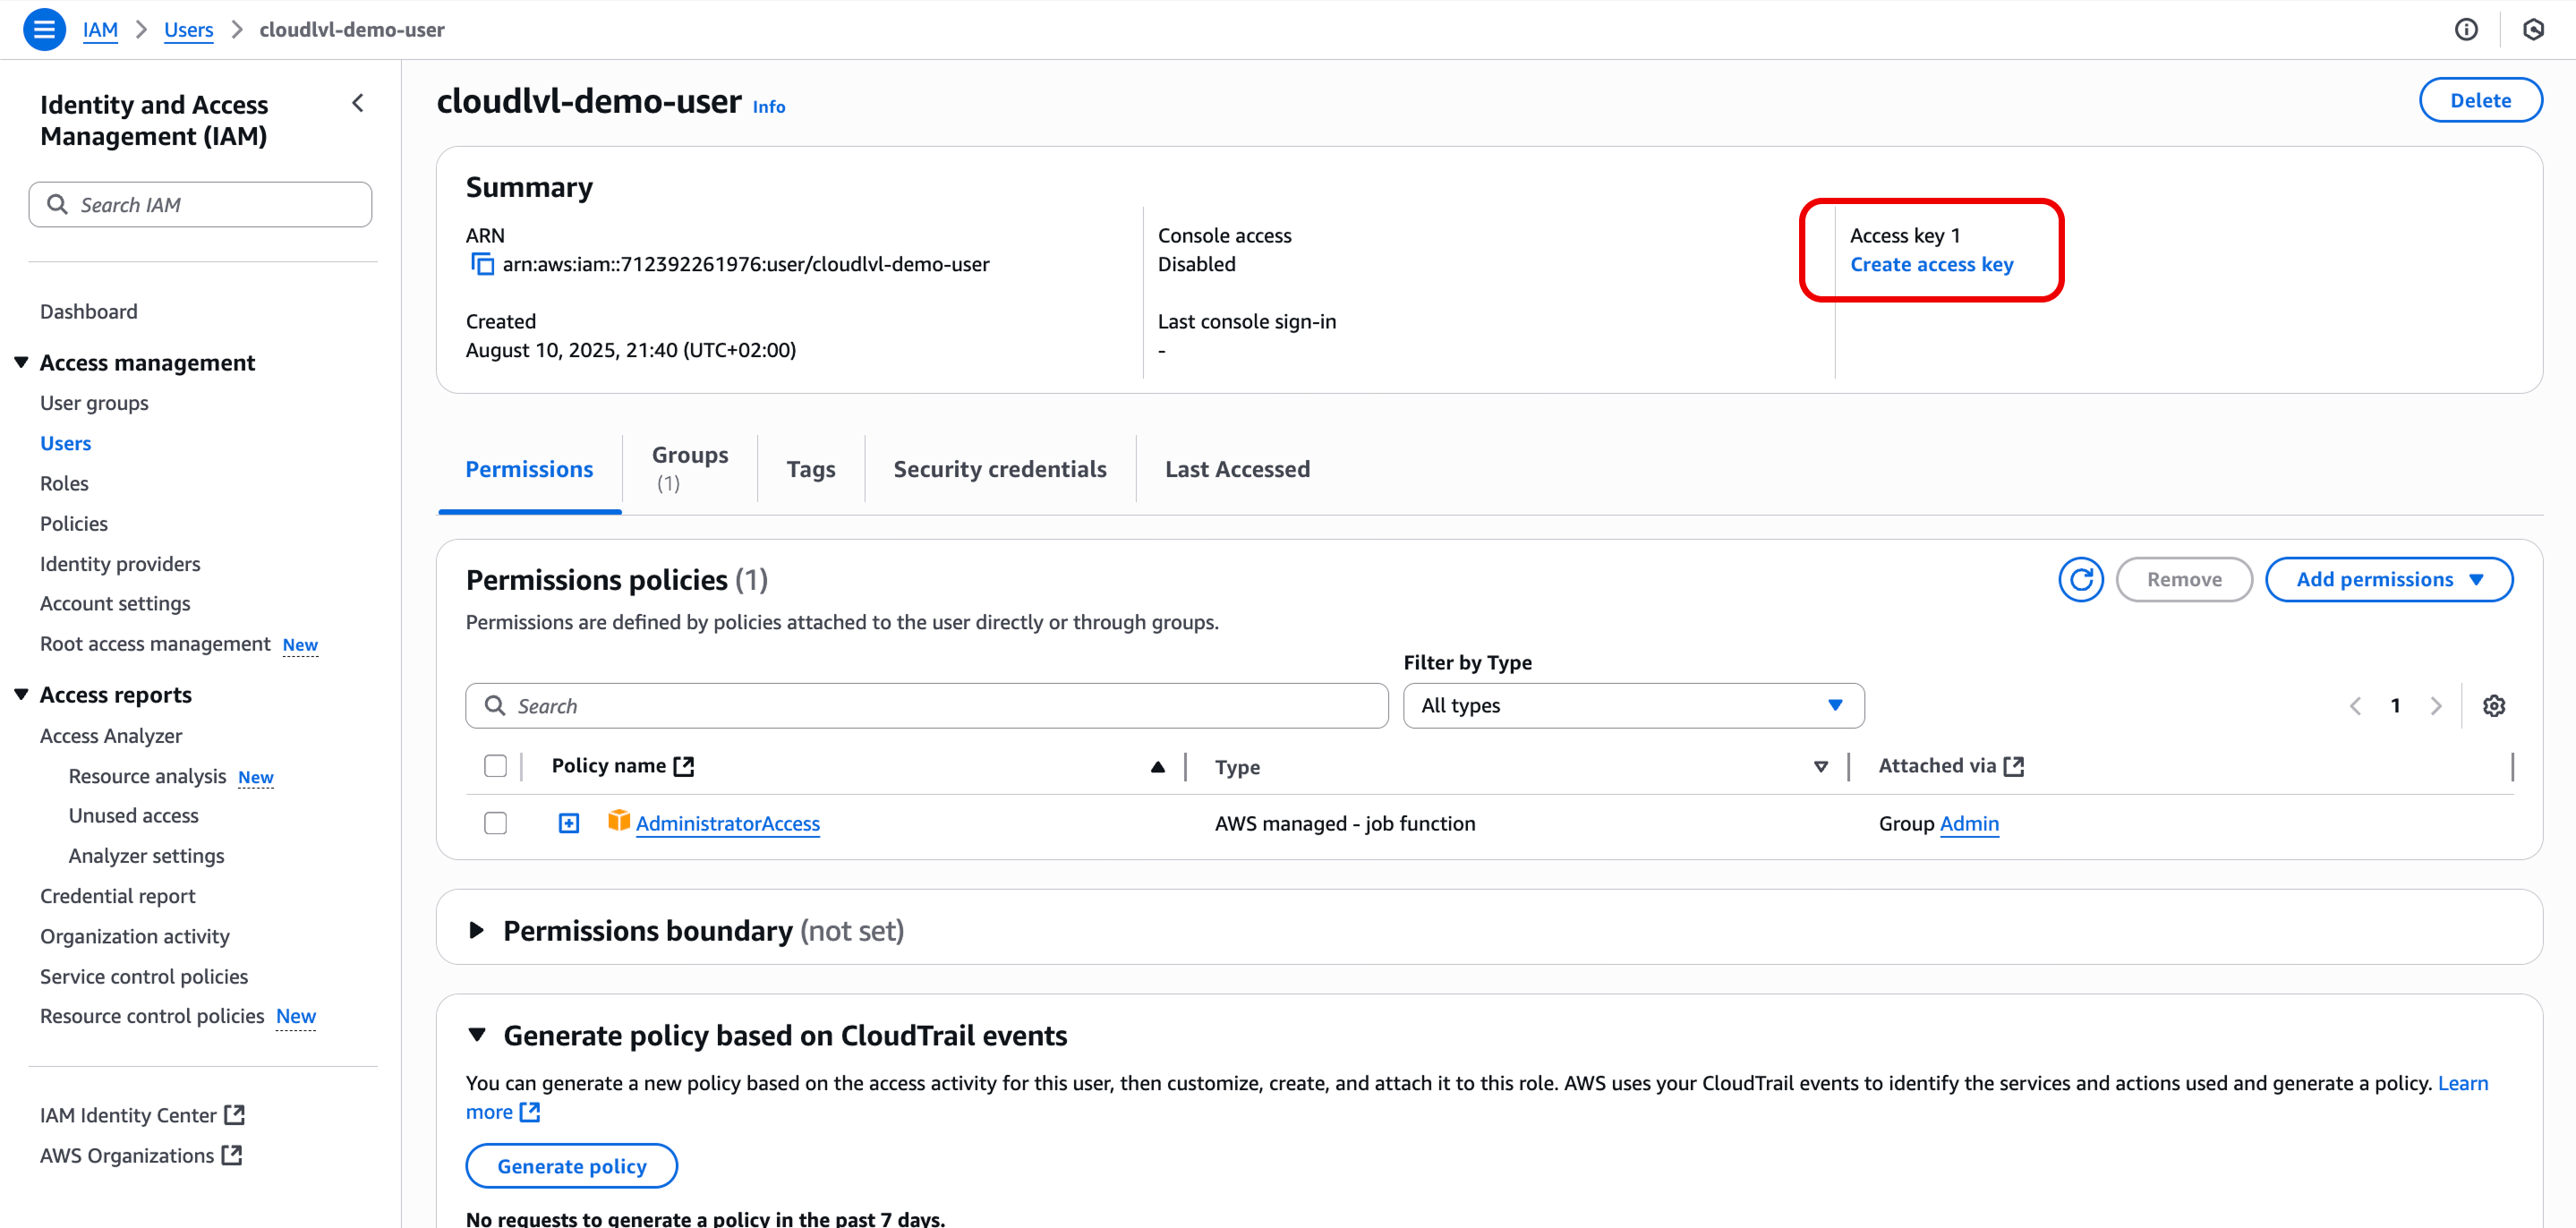 IAM > Users > cloudlvl-demo-user
Identity and Access
Management (IAM)
Search IAM
Dashboard
Access management
User groups
Users
Roles
Policies
Identity providers
Account settings
Root access management New
Access reports
Access Analyzer
Resource analysis New
Unused access
Analyzer settings
Credential report
Organization activity
Service control policies
Resource control policies New
IAM Identity Center
AWS Organizations
cloudlvl-demo-user Info
Delete
Summary
ARN
arn:aws:iam::712392261976:user/cloudlvl-demo-user
Created
August 10, 2025, 21:40 (UTC+02:00)
Console access
Disabled
Last console sign-in
-
Access key 1
Create access key
Permissions
Groups
(1)
Tags
Security credentials
Last Accessed
Permissions policies (1)
Remove
Add permissions
Permissions are defined by policies attached to the user directly or through groups.
Filter by Type
Search
All types
1
Policy name Type Attached via
AdministratorAccess AWS managed - job function Group Admin
Permissions boundary (not set)
Generate policy based on CloudTrail events
You can generate a new policy based on the access activity for this user, then customize, create, and attach it to this role. AWS uses your CloudTrail events to identify the services and actions used and generate a policy. Learn
more
Generate policy
No requests to generate a policy in the past 7 days.